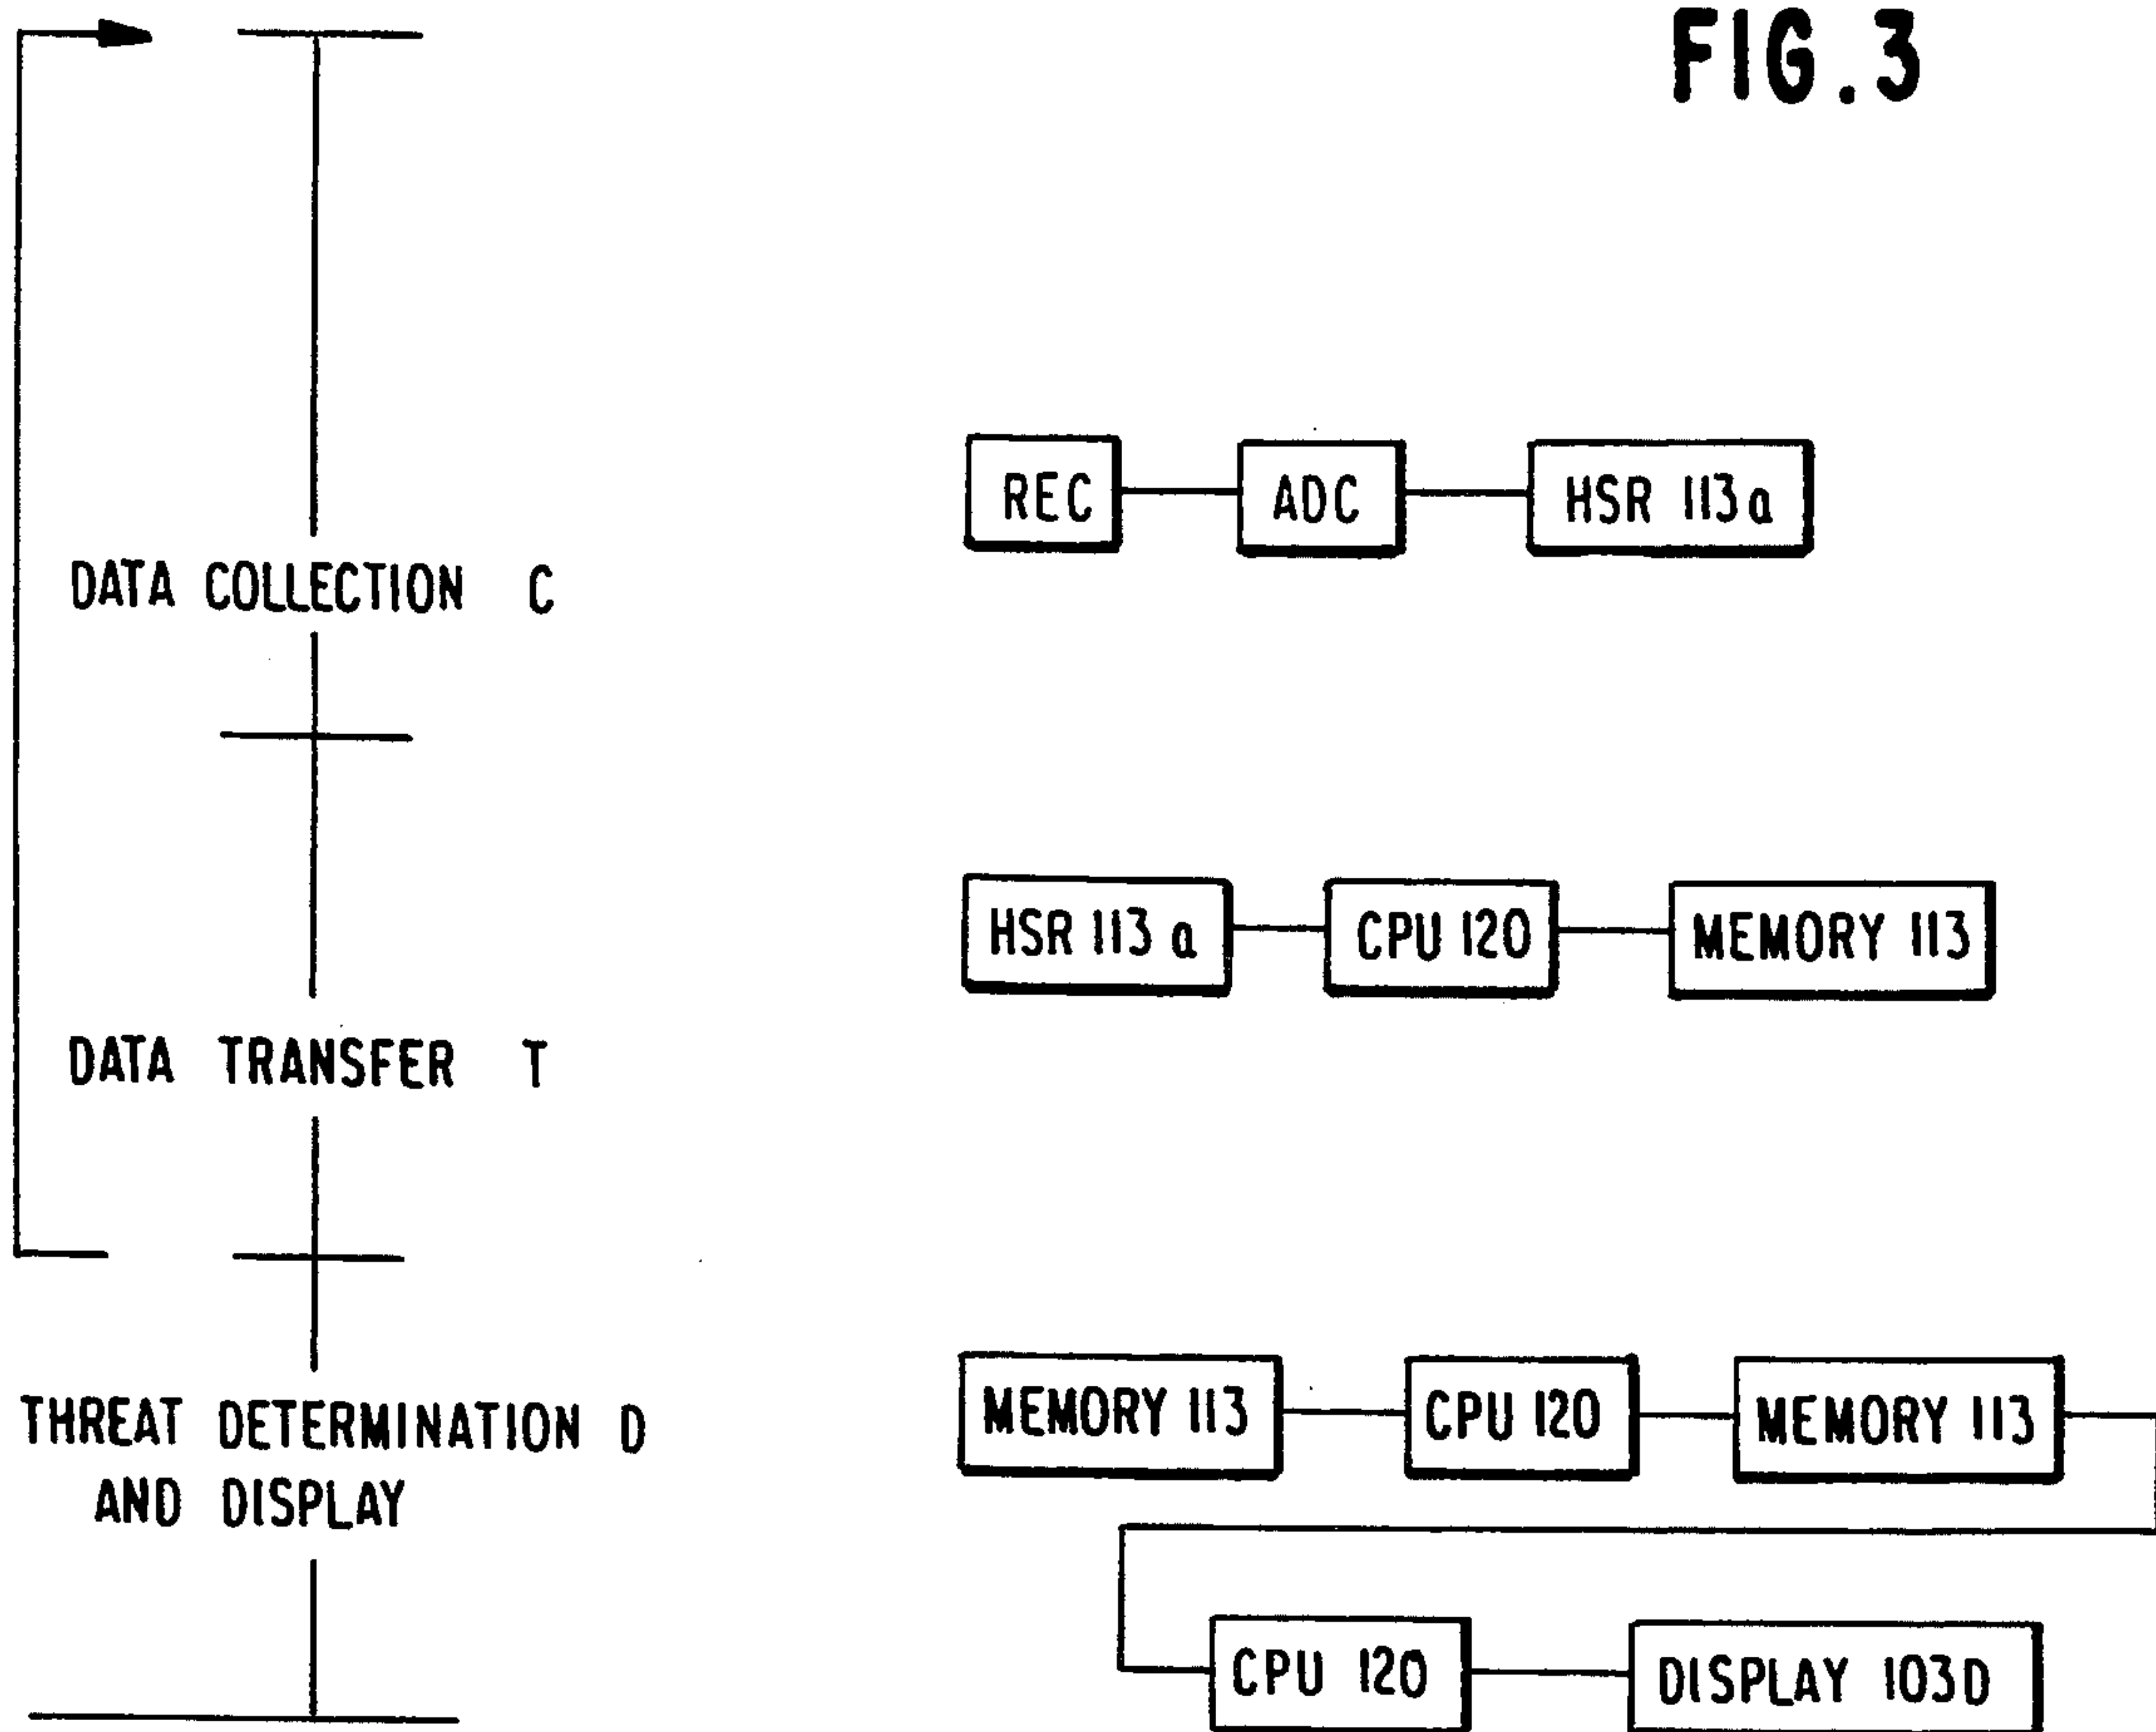 FIG.3
REC
ADC
HSR 113a
DATA COLLECTION C
HSR 113 a
CPU 120
MEMORY 113
DATA TRANSFER T
MEMORY 113
CPU 120
MEMORY 113
THREAT DETERMINATION D
AND DISPLAY
CPU 120
DISPLAY 103D